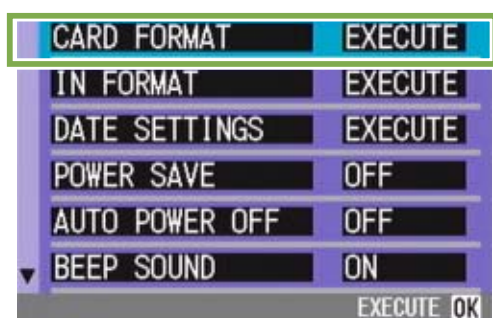 CARD FORMAT EXECUTE
IN FORMAT EXECUTE
DATE SETTINGS EXECUTE
POWER SAVE OFF
AUTO POWER OFF OFF
BEEP SOUND ON
EXECUTE OK